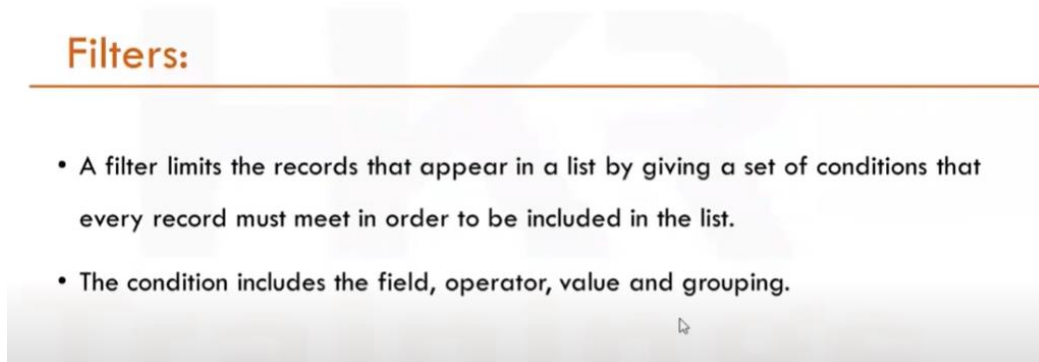 Filters:
• A filter limits the records that appear in a list by giving a set of conditions that
every record must meet in order to be included in the list.
• The condition includes the field, operator, value and grouping.